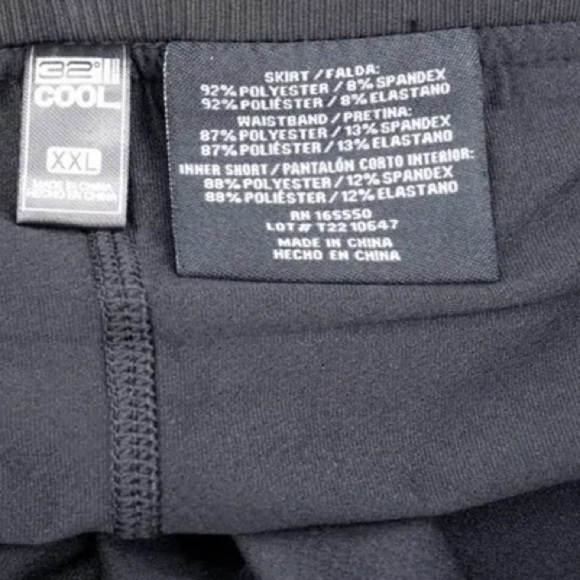 32°
COOL
XXL
MADE IN CHINA
HECHO EN CHINA
SKIRT / FALDA:
92% POLYESTER / 8% SPANDEX
92% POLIÉSTER / 8% ELASTANO
WAISTBAND / PRETINA:
87% POLYESTER / 13% SPANDEX
87% POLIÉSTER / 13% ELASTANO
INNER SHORT / PANTALÓN CORTO INTERIOR:
88% POLYESTER / 12% SPANDEX
88% POLIÉSTER / 12% ELASTANO
RN 165550
LOT# T2210647
MADE IN CHINA
HECHO EN CHINA